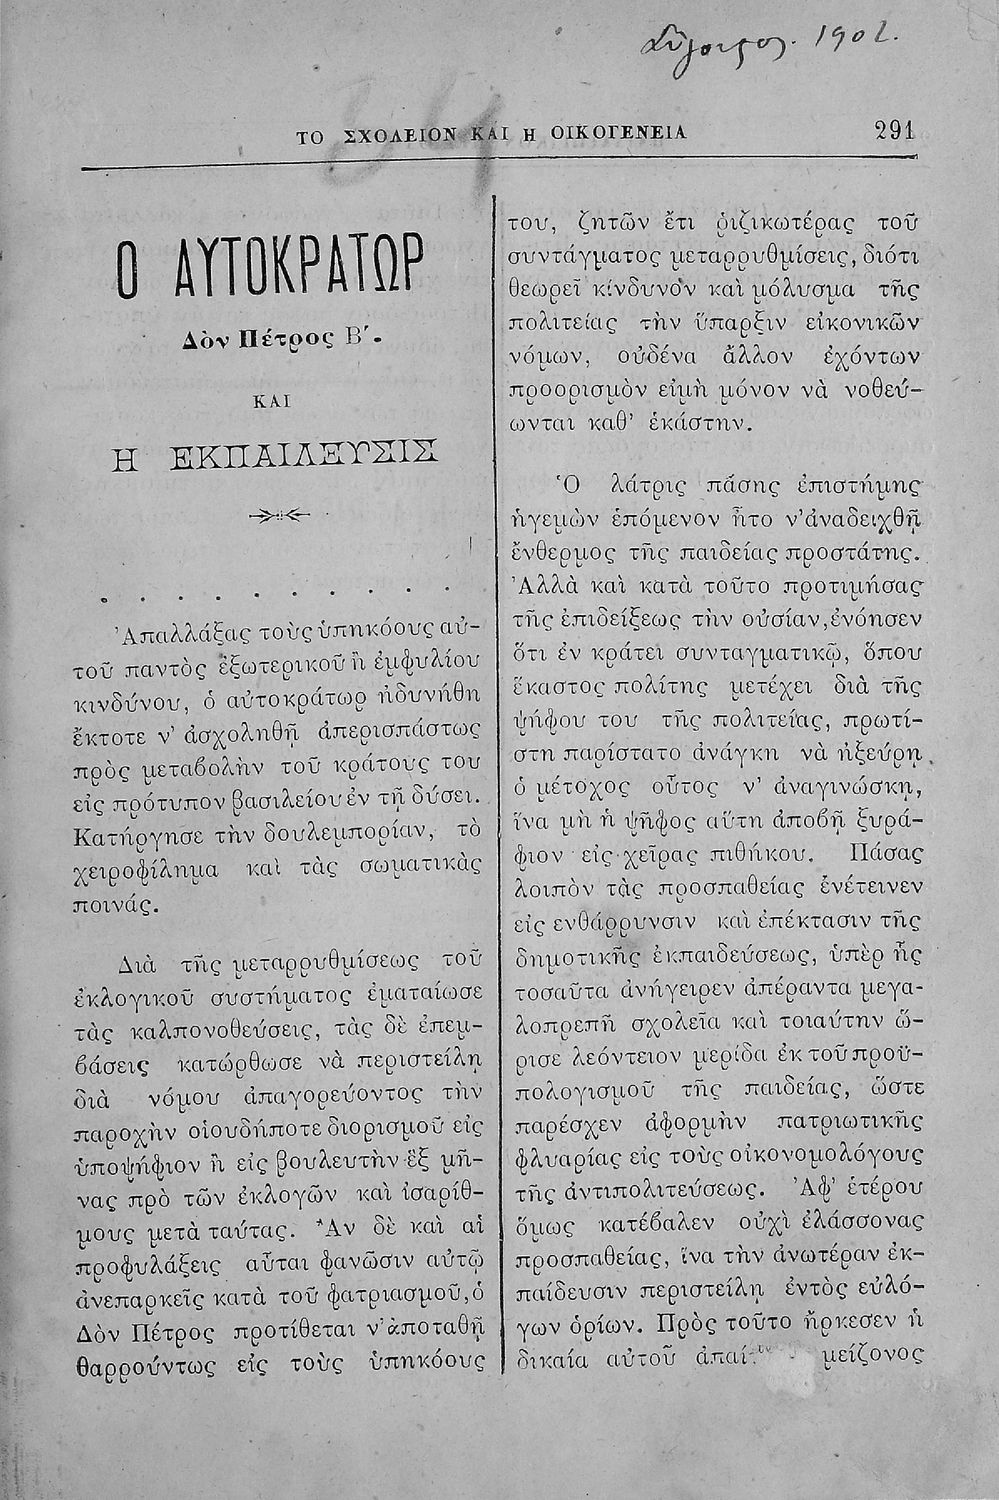 Αὔγουστος. 1902.
ΤΟ ΣΧΟΛΕΙΟΝ ΚΑΙ Η ΟΙΚΟΓΕΝΕΙΑ 291
Ο ΑΥΤΟΚΡΑΤΩΡ
Δὸν Πέτρος Β΄.
ΚΑΙ
Η ΕΚΠΑΙΔΕΥΣΙΣ
. . . . . . . . . .
Ἀπαλλάξας τοὺς ὑπηκόους αὐ-
τοῦ παντὸς ἐξωτερικοῦ ἢ ἐμφυλίου
κινδύνου, ὁ αὐτοκράτωρ ἠδυνήθη
ἔκτοτε ν' ἀσχοληθῇ ἀπερισπάστως
πρὸς μεταβολὴν τοῦ κράτους του
εἰς πρότυπον βασιλείου ἐν τῇ δύσει.
Κατήργησε τὴν δουλεμπορίαν, τὸ
χειροφίλημα καὶ τὰς σωματικὰς
ποινάς.
Διὰ τῆς μεταρρυθμίσεως τοῦ
ἐκλογικοῦ συστήματος ἐματαίωσε
τὰς καλπονοθεύσεις, τὰς δὲ ἐπεμ-
βάσεις κατώρθωσε νὰ περιστείλῃ
διὰ νόμου ἀπαγορεύοντος τὴν
παροχὴν οἱουδήποτε διορισμοῦ εἰς
ὑποψήφιον ἢ εἰς βουλευτὴν ἓξ μῆ-
νας πρὸ τῶν ἐκλογῶν καὶ ἰσαρίθ-
μους μετὰ ταύτας. Ἂν δὲ καὶ αἱ
προφυλάξεις αὗται φανῶσιν αὐτῷ
ἀνεπαρκεῖς κατὰ τοῦ φατριασμοῦ, ὁ
Δὸν Πέτρος προτίθεται ν' ἀποταθῇ
θαρρούντως εἰς τοὺς ὑπηκόους
του, ζητῶν ἔτι ῥιζικωτέρας τοῦ
συντάγματος μεταρρυθμίσεις, διότι
θεωρεῖ κίνδυνον καὶ μόλυσμα τῆς
πολιτείας τὴν ὕπαρξιν εἰκονικῶν
νόμων, οὐδένα ἄλλον ἐχόντων
προορισμὸν εἰμὴ μόνον νὰ νοθεύ-
ωνται καθ' ἑκάστην.
Ὁ λάτρις πάσης ἐπιστήμης
ἡγεμὼν ἑπόμενον ἦτο ν' ἀναδειχθῇ
ἔνθερμος τῆς παιδείας προστάτης.
Ἀλλὰ καὶ κατὰ τοῦτο προτιμήσας
τῆς ἐπιδείξεως τὴν οὐσίαν, ἐνόησεν
ὅτι ἐν κράτει συνταγματικῷ, ὅπου
ἕκαστος πολίτης μετέχει διὰ τῆς
ψήφου του τῆς πολιτείας, πρωτί-
στη παρίστατο ἀνάγκη νὰ ἠξεύρῃ
ὁ μέτοχος οὗτος ν' ἀναγινώσκῃ,
ἵνα μὴ ἡ ψῆφος αὕτη ἀποβῇ ξυρά-
φιον εἰς χεῖρας πιθήκου. Πάσας
λοιπὸν τὰς προσπαθείας ἐνέτεινεν
εἰς ενθάρρυνσιν καὶ ἐπέκτασιν τῆς
δημοτικῆς ἐκπαιδεύσεως, ὑπὲρ ἧς
τοσαῦτα ἀνήγειρεν ἀπέραντα μεγα-
λοπρεπῆ σχολεῖα καὶ τοιαύτην ὥ-
ρισε λεόντειον μερίδα ἐκ τοῦ προϋ-
πολογισμοῦ τῆς παιδείας, ὥστε
παρέσχεν ἀφορμὴν πατριωτικῆς
φλυαρίας εἰς τοὺς οἰκονομολόγους
τῆς ἀντιπολιτεύσεως. Ἀφ' ἑτέρου
ὅμως κατέβαλεν οὐχὶ ἐλάσσονας
προσπαθείας, ἵνα τὴν ἀνωτέραν ἐκ-
παίδευσιν περιστείλῃ ἐντὸς εὐλό-
γων ὁρίων. Πρὸς τοῦτο ἤρκεσεν ἡ
δικαία αὐτοῦ μείζονος